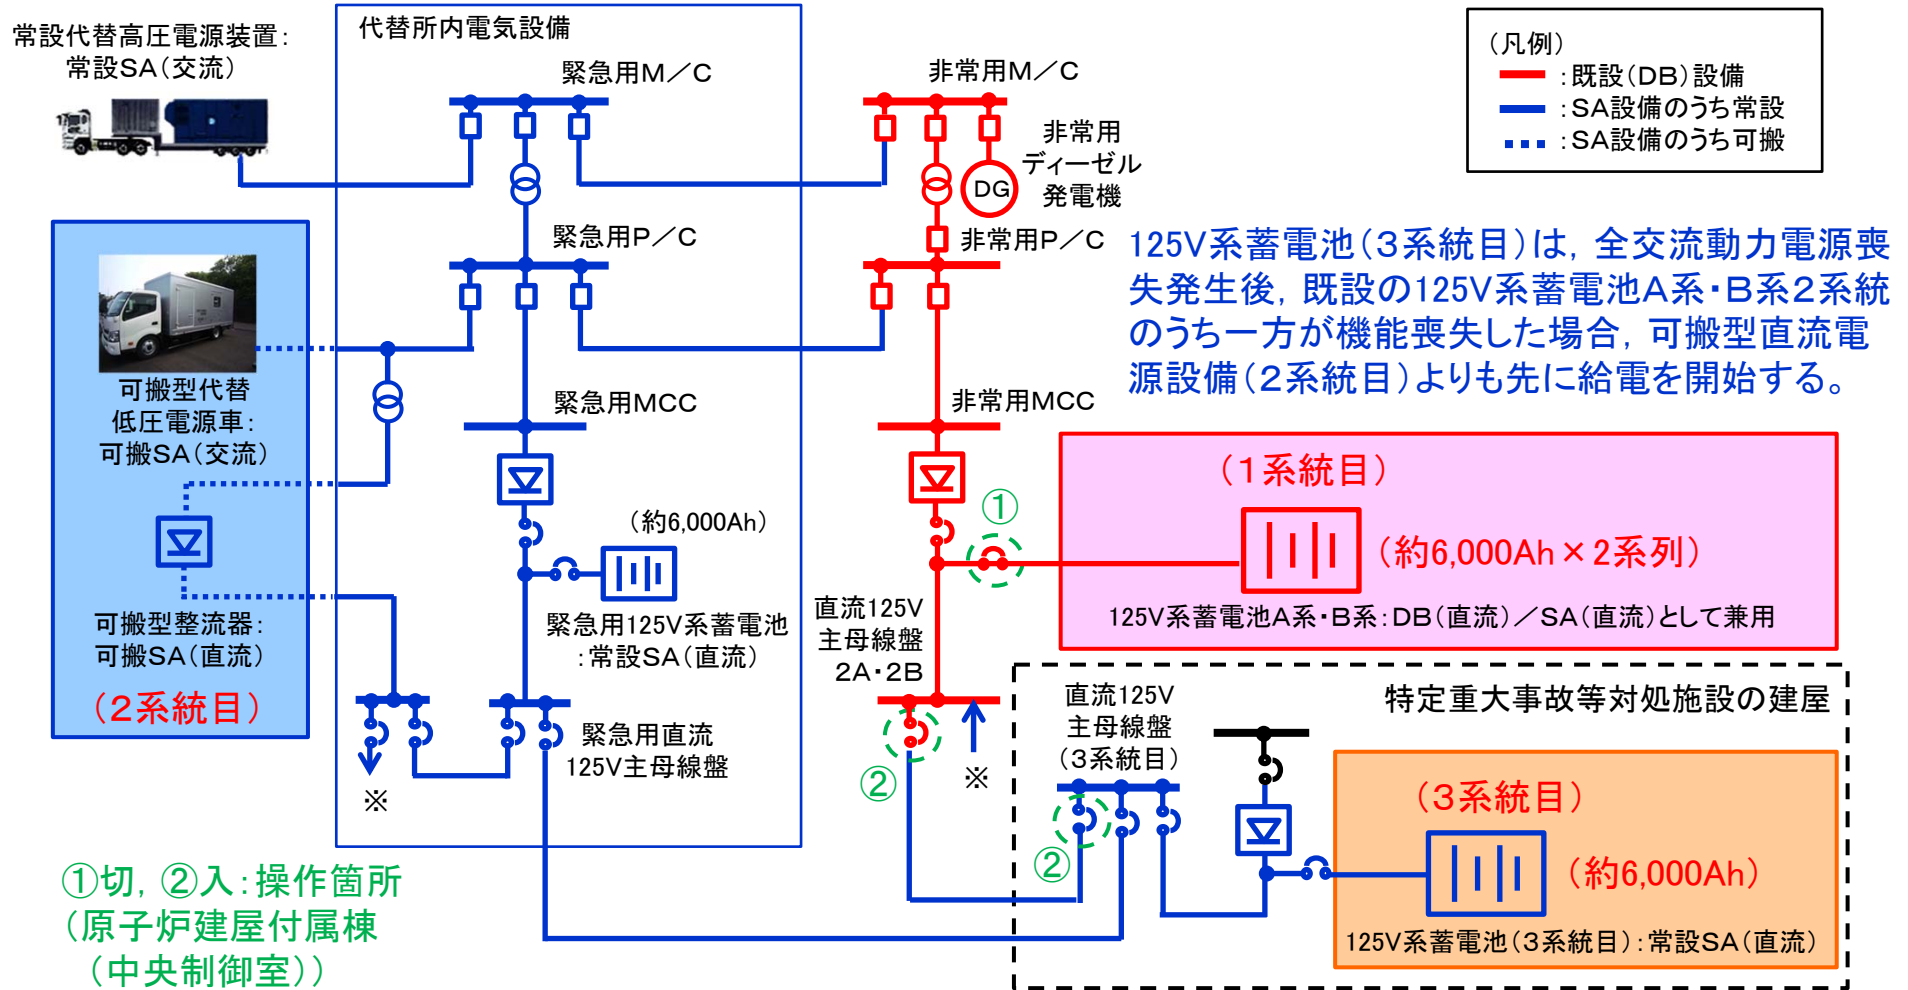 常設代替高圧電源装置：
常設SA（交流）
代替所内電気設備
緊急用M／C
非常用M／C
非常用
ディーゼル
発電機
DG
（凡例）
：既設（DB）設備
：SA設備のうち常設
：SA設備のうち可搬
緊急用P／C
非常用P／C
125V系蓄電池（３系統目）は，全交流動力電源喪
失発生後，既設の125V系蓄電池A系・B系２系統
のうち一方が機能喪失した場合，可搬型直流電
源設備（２系統目）よりも先に給電を開始する。
可搬型代替
低圧電源車：
可搬SA（交流）
緊急用MCC
非常用MCC
（１系統目）
①
（約6,000Ah）
（約6,000Ah×2系列）
125V系蓄電池A系・B系：DB（直流）／SA（直流）として兼用
可搬型整流器：
可搬SA（直流）
（２系統目）
緊急用125V系蓄電池
：常設SA（直流）
直流125V
主母線盤
2A・2B
特定重大事故等対処施設の建屋
直流125V
主母線盤
（３系統目）
緊急用直流
125V主母線盤
※
※
②
②
（３系統目）
（約6,000Ah）
125V系蓄電池（３系統目）：常設SA（直流）
①切，②入：操作箇所
（原子炉建屋付属棟
（中央制御室））